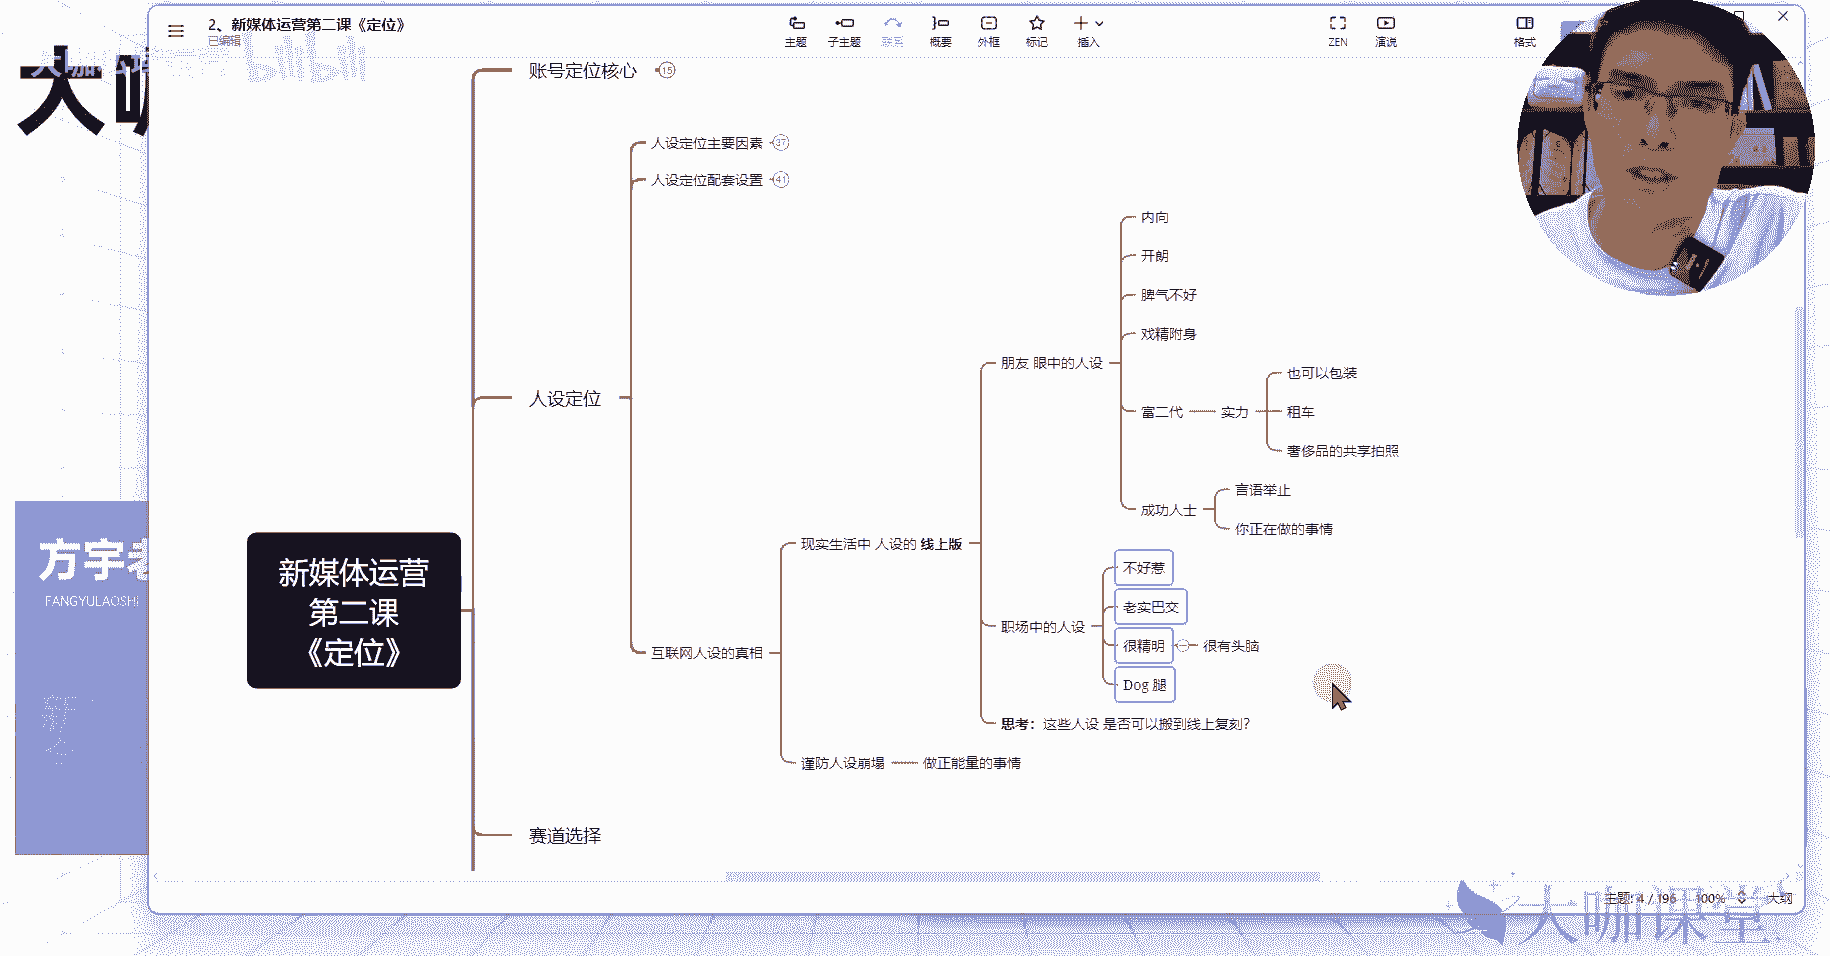 2、新媒体运营第二课《定位》
已编辑
主题
子主题
联系
概要
外框
标记
插入
ZEN
演说
格式
bilibili
大咖
账号定位核心
15
人设定位主要因素
37
人设定位配套设置
41
内向
开朗
脾气不好
戏精附身
朋友 眼中的人设
也可以包装
人设定位
富二代
实力
租车
奢侈品的共享拍照
言语举止
成功人士
你正在做的事情
现实生活中 人设的 线上版
不好惹
老实巴交
职场中的人设
很精明
很有头脑
Dog 腿
互联网人设的真相
思考：这些人设 是否可以搬到线上复刻?
谨防人设崩塌
做正能量的事情
新媒体运营
第二课
《定位》
赛道选择
方宇老
FANGYULAOSHI
主题: 4 / 196
100%
大纲
大咖课堂